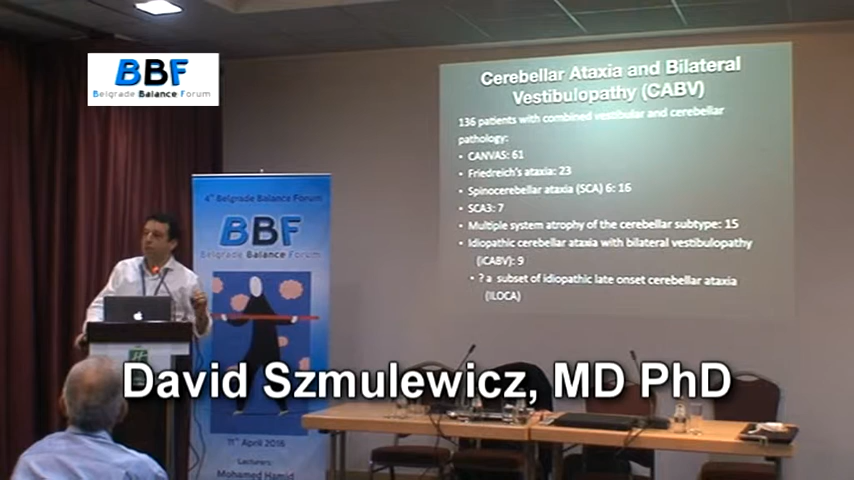 BBF
Belgrade Balance Forum
Cerebellar Ataxia and Bilateral
Vestibulopathy (CABV)
136 patients with combined vestibular and cerebellar
pathology:
• CANVAS: 61
• Friedreich's ataxia: 23
• Spinocerebellar ataxia (SCA) 6: 16
• SCA3: 7
• Multiple system atrophy of the cerebellar subtype: 15
• Idiopathic cerebellar ataxia with bilateral vestibulopathy
(iCABV): 9
• ? a subset of idiopathic late onset cerebellar ataxia
(ILOCA)
4th Belgrade Balance Forum
BBF
Belgrade Balance Forum
David Szmulewicz, MD PhD
11th April 2016
Lecturers:
Mohamed Hamid